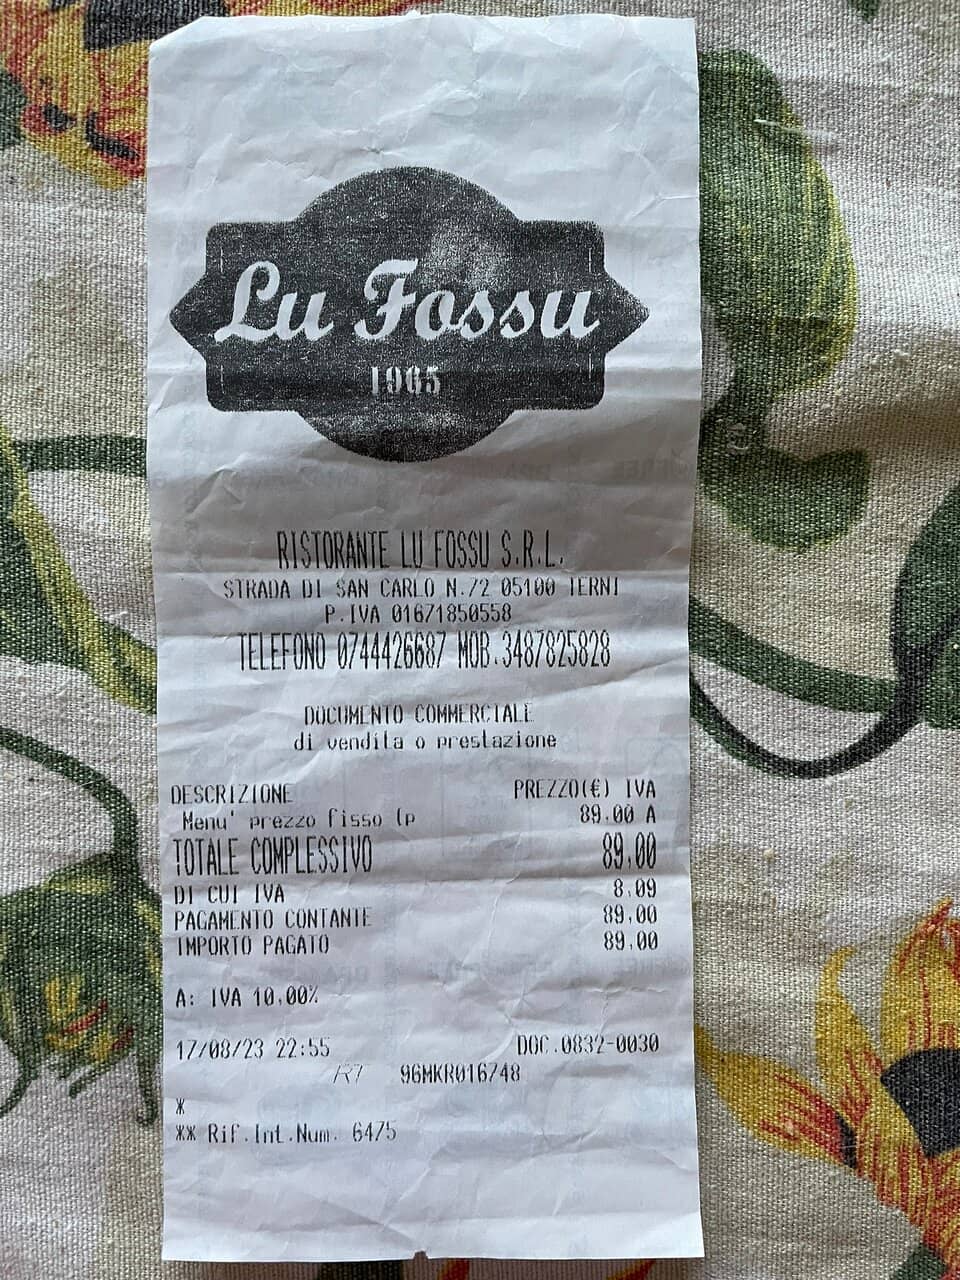 Lu Fossu
1965
RISTORANTE LU FOSSU S.R.L.
STRADA DI SAN CARLO N.72 05100 TERNI
P.IVA 01671850558
TELEFONO 0744426687 MOB.3487825828
DOCUMENTO COMMERCIALE
di vendita o prestazione
DESCRIZIONE PREZZO(€) IVA
Menu' prezzo fisso (p 89.00 A
TOTALE COMPLESSIVO 89,00
DI CUI IVA 8,09
PAGAMENTO CONTANTE 89,00
IMPORTO PAGATO 89,00
A: IVA 10,00%
17/08/23 22:55 DOC.0832-0030
RT 96MKR016748
*
** Rif.Int.Num. 6475